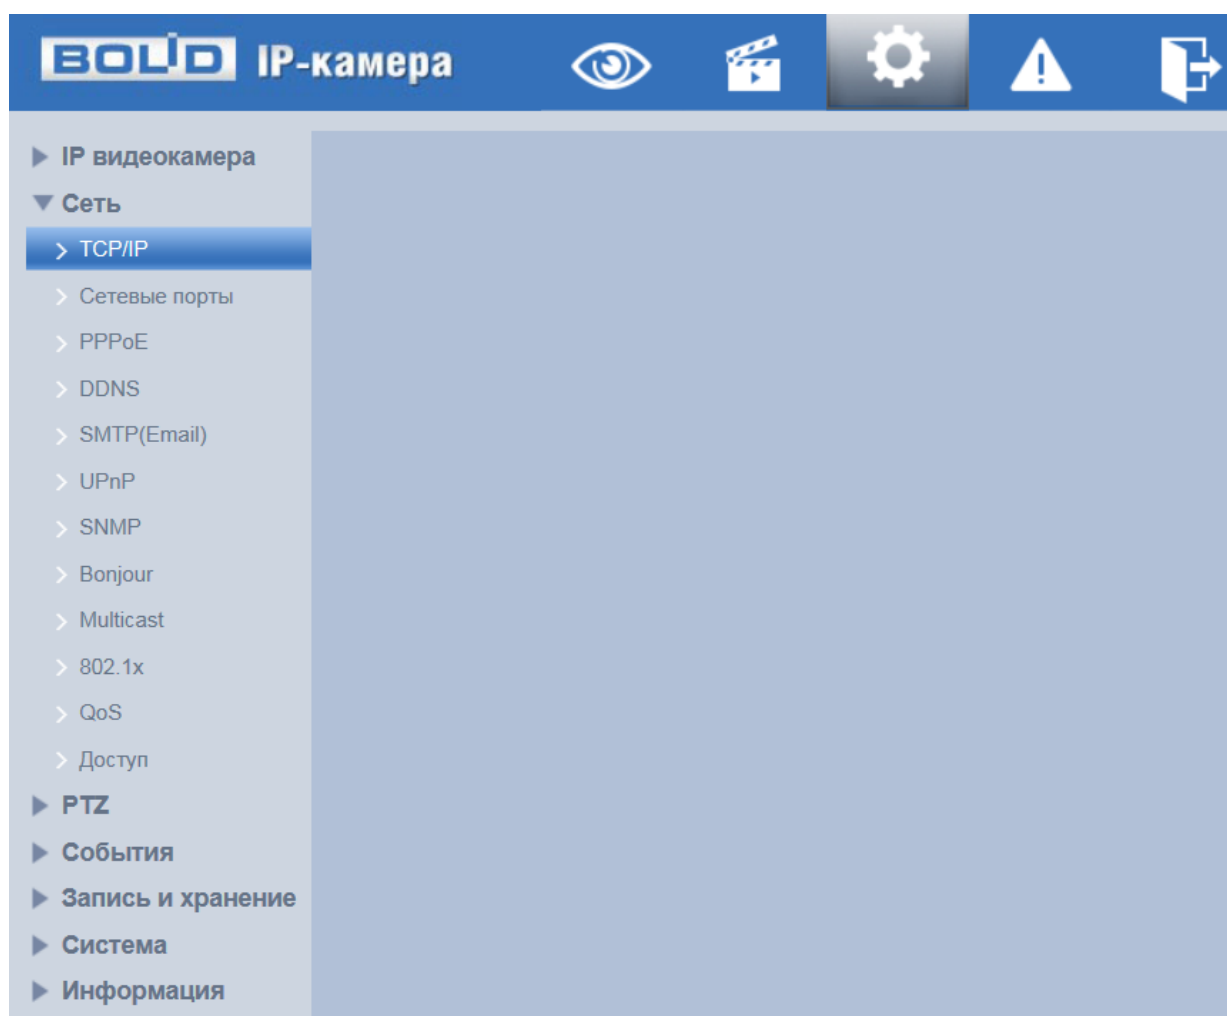 BOLID IP-камера
IP видеокамера
Сеть
TCP/IP
Сетевые порты
PPPoE
DDNS
SMTP(Email)
UPnP
SNMP
Bonjour
Multicast
802.1x
QoS
Доступ
PTZ
События
Запись и хранение
Система
Информация